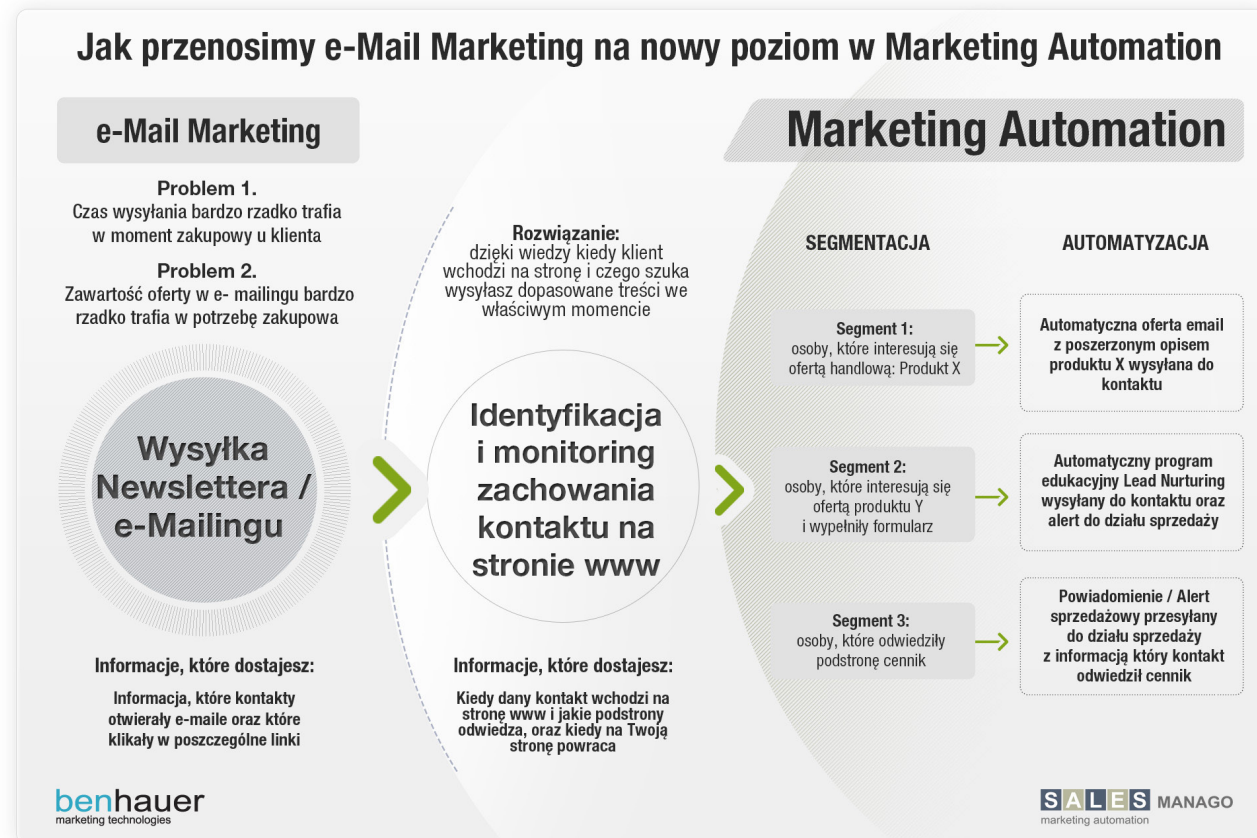 Jak przenosimy e-Mail Marketing na nowy poziom w Marketing Automation
e-Mail Marketing
Problem 1.
Czas wysyłania bardzo rzadko trafia
w moment zakupowy u klienta
Problem 2.
Zawartość oferty w e- mailingu bardzo
rzadko trafia w potrzebę zakupowa
Wysyłka
Newslettera /
e-Mailingu
Informacje, które dostajesz:
Informacja, które kontakty
otwierały e-maile oraz które
klikały w poszczególne linki
Rozwiązanie:
dzięki wiedzy kiedy klient
wchodzi na stronę i czego szuka
wysyłasz dopasowane treści we
właściwym momencie
Identyfikacja
i monitoring
zachowania
kontaktu na
stronie www
Informacje, które dostajesz:
Kiedy dany kontakt wchodzi na
stronę www i jakie podstrony
odwiedza, oraz kiedy na Twoją
stronę powraca
Marketing Automation
SEGMENTACJA
AUTOMATYZACJA
Segment 1:
osoby, które interesują się
ofertą handlową: Produkt X
Automatyczna oferta email
z poszerzonym opisem
produktu X wysyłana do
kontaktu
Segment 2:
osoby, które interesują się
ofertą produktu Y
i wypełniły formularz
Automatyczny program
edukacyjny Lead Nurturing
wysyłany do kontaktu oraz
alert do działu sprzedaży
Segment 3:
osoby, które odwiedziły
podstronę cennik
Powiadomienie / Alert
sprzedażowy przesyłany
do działu sprzedaży
z informacją który kontakt
odwiedził cennik
benhauer
marketing technologies
SALES MANAGO
marketing automation